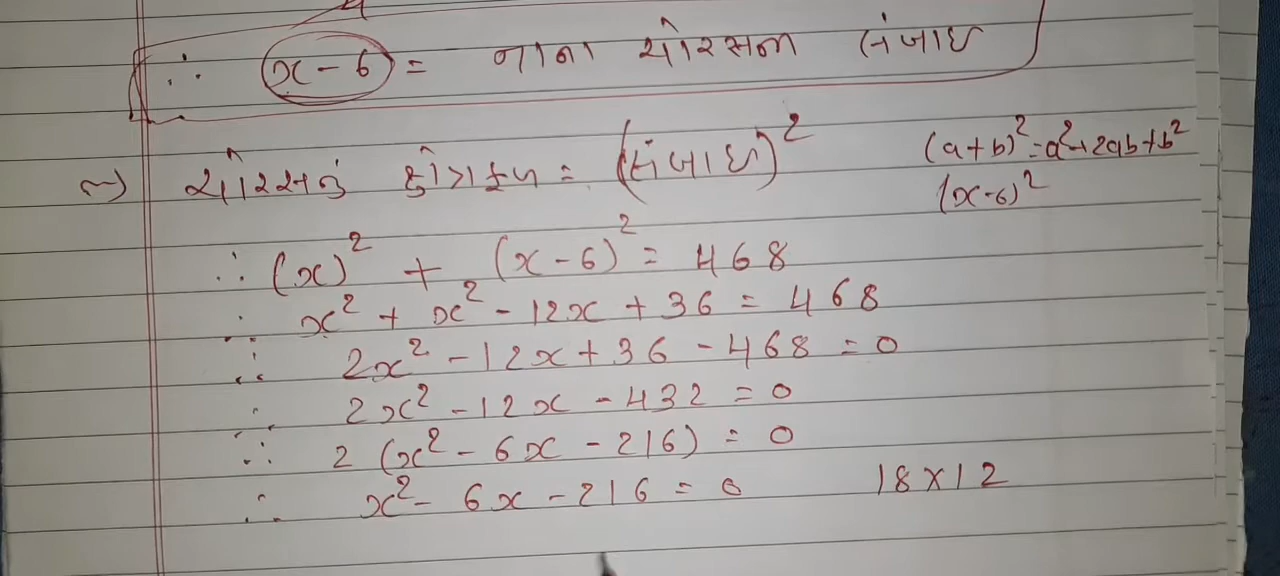 ∴ (x-6) = નાના ચોરસના લંબાઈ
⇒ ચોરસનું ક્ષેત્રફળ = (લંબાઈ)²
(a+b)² = a²+2ab+b²
(x-6)²
∴ (x)² + (x-6)² = 468
∴ x² + x² - 12x + 36 = 468
∴ 2x² - 12x + 36 - 468 = 0
∴ 2x² - 12x - 432 = 0
∴ 2 (x² - 6x - 216) = 0
∴ x² - 6x - 216 = 0 18×12